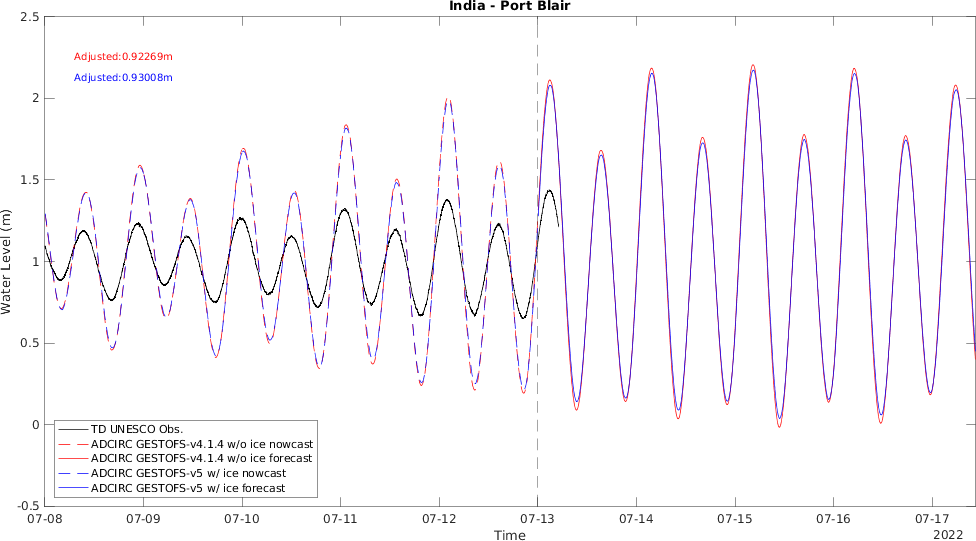 India - Port Blair
2.5
2
1.5
1
0.5
0
-0.5
Water Level (m)
Adjusted:0.92269m
Adjusted:0.93008m
TD UNESCO Obs.
ADCIRC GESTOFS-v4.1.4 w/o ice nowcast
ADCIRC GESTOFS-v4.1.4 w/o ice forecast
ADCIRC GESTOFS-v5 w/ ice nowcast
ADCIRC GESTOFS-v5 w/ ice forecast
07-08 07-09 07-10 07-11 07-12 07-13 07-14 07-15 07-16 07-17
Time
2022